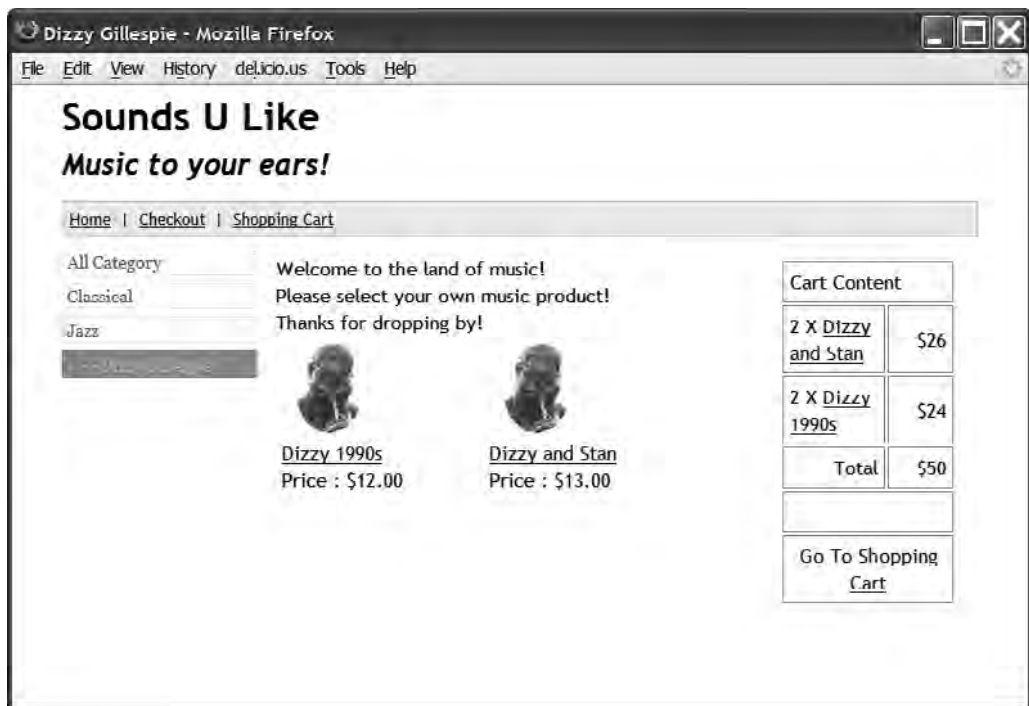 Dizzy Gillespie - Mozilla Firefox
File Edit View History del.icio.us Tools Help
Sounds U Like
Music to your ears!
Home | Checkout | Shopping Cart
All Category
Classical
Jazz
Welcome to the land of music!
Please select your own music product!
Thanks for dropping by!
Dizzy 1990s
Price : $12.00
Dizzy and Stan
Price : $13.00
Cart Content
2 X Dizzy
and Stan
$26
2 X Dizzy
1990s
$24
Total $50
Go To Shopping
Cart